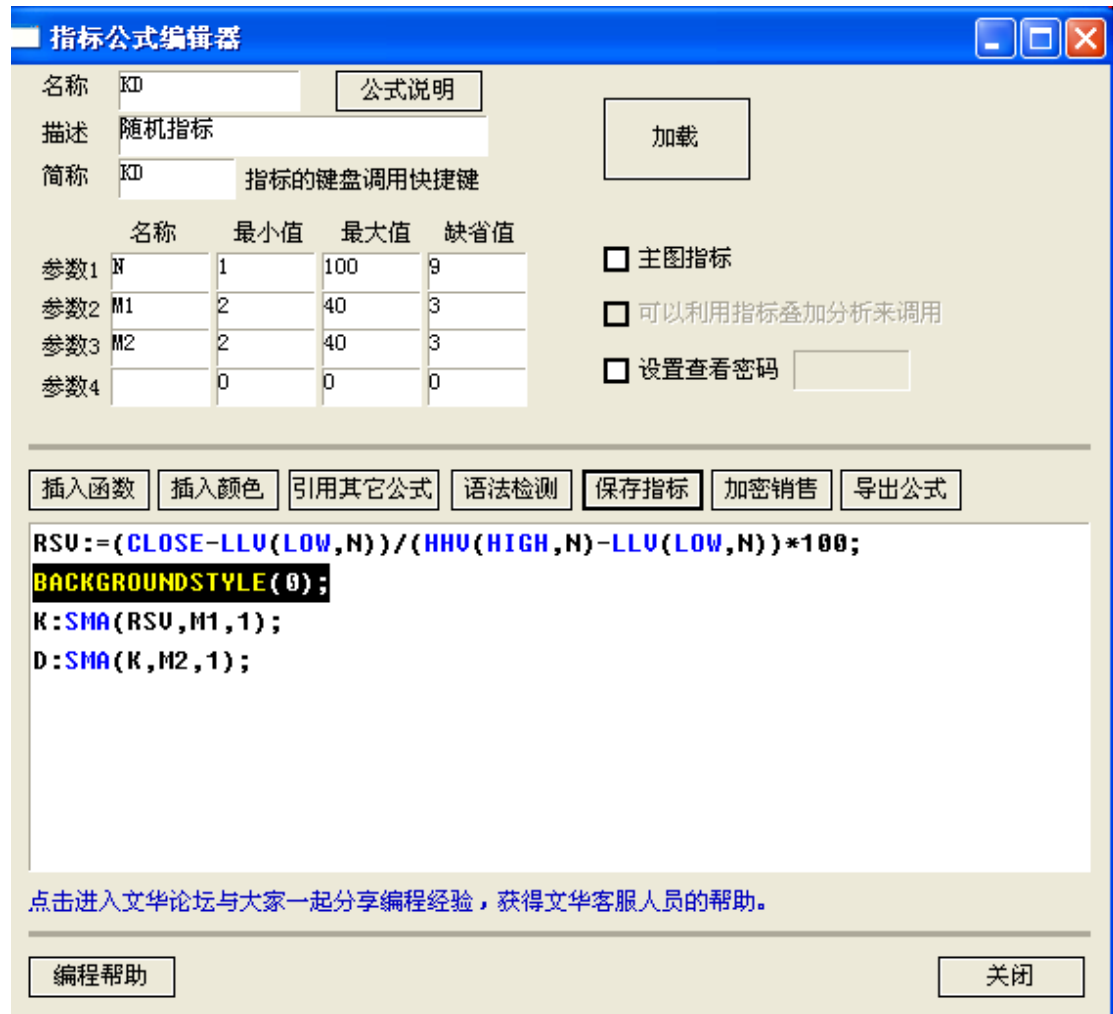 指标公式编辑器
名称 KD 公式说明
描述 随机指标 加载
简称 KD 指标的键盘调用快捷键
名称 最小值 最大值 缺省值
参数1 N 1 100 9
主图指标
参数2 M1 2 40 3
可以利用指标叠加分析来调用
参数3 M2 2 40 3
设置查看密码
参数4 0 0 0
插入函数 插入颜色 引用其它公式 语法检测 保存指标 加密销售 导出公式
RSV:=(CLOSE-LLV(LOW,N))/(HHV(HIGH,N)-LLV(LOW,N))*100;
BACKGROUNDSTYLE(0);
K:SMA(RSV,M1,1);
D:SMA(K,M2,1);
点击进入文华论坛与大家一起分享编程经验，获得文华客服人员的帮助。
编程帮助 关闭